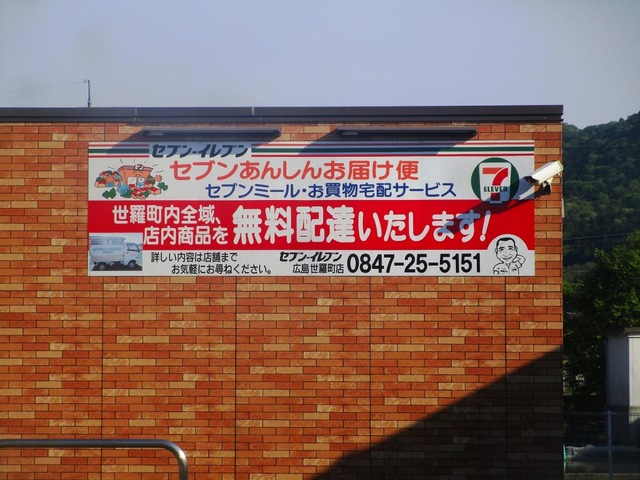 セブン-イレブン
セブンあんしんお届け便
セブンミール・お買物宅配サービス
7
ELEVEN
世羅町内全域、
店内商品を無料配達いたします!
詳しい内容は店舗まで
お気軽にお尋ねください。
セブン-イレブン
広島世羅町店
0847-25-5151